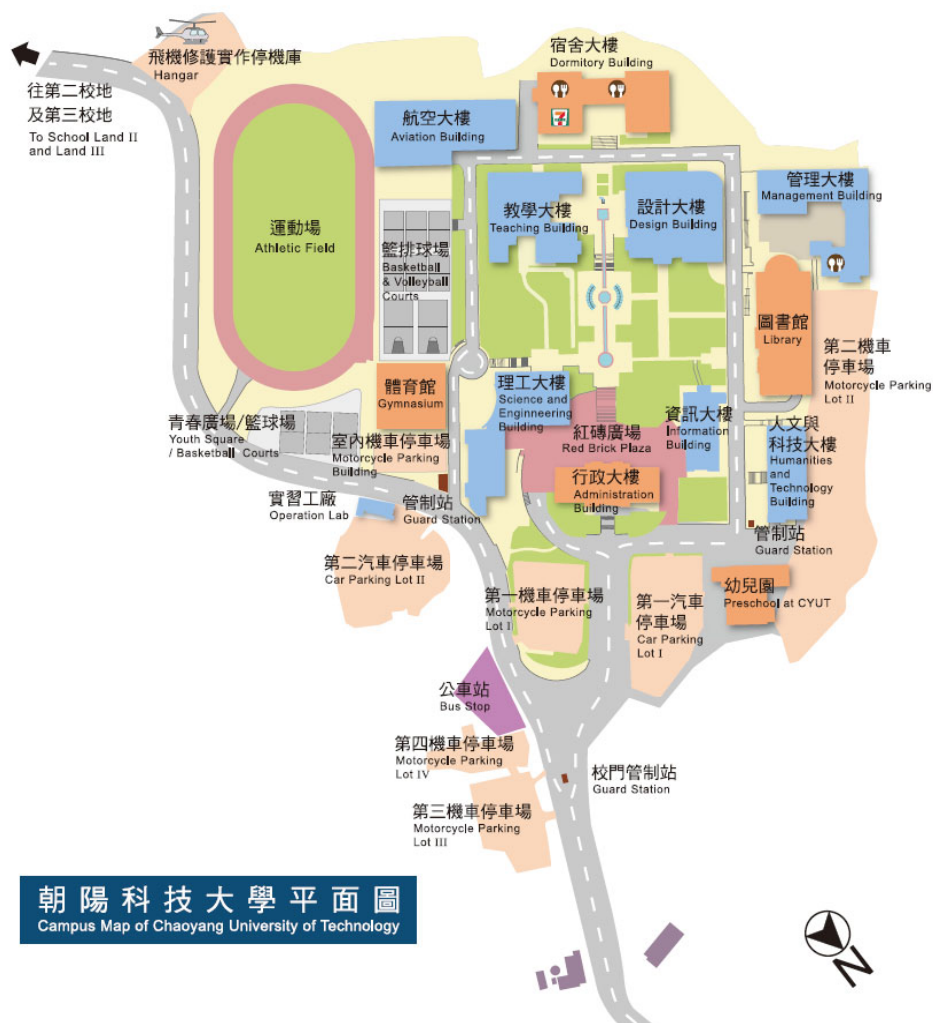 飛機修護實作停機庫
Hangar
往第二校地
及第三校地
To School Land II
and Land III
宿舍大樓
Dormitory Building
7
航空大樓
Aviation Building
管理大樓
Management Building
教學大樓
Teaching Building
設計大樓
Design Building
運動場
Athletic Field
籃排球場
Basketball
& Volleyball
Courts
圖書館
Library
第二機車
停車場
Motorcycle Parking
Lot II
體育館
Gymnasium
理工大樓
Science and
Enginneering
Building
青春廣場/籃球場
Youth Square
/ Basketball Courts
室內機車停車場
Motorcycle Parking
Building
紅磚廣場
Red Brick Plaza
資訊大樓
Information
Building
人文與
科技大樓
Humanities
and
Technology
Building
行政大樓
Administration
Building
實習工廠
Operation Lab
管制站
Guard Station
管制站
Guard Station
第二汽車停車場
Car Parking Lot II
第一機車停車場
Motorcycle Parking
Lot I
第一汽車
停車場
Car Parking
Lot I
幼兒園
Preschool at CYUT
公車站
Bus Stop
第四機車停車場
Motorcycle Parking
Lot IV
校門管制站
Guard Station
第三機車停車場
Motorcycle Parking
Lot III
朝陽科技大學平面圖
Campus Map of Chaoyang University of Technology
N